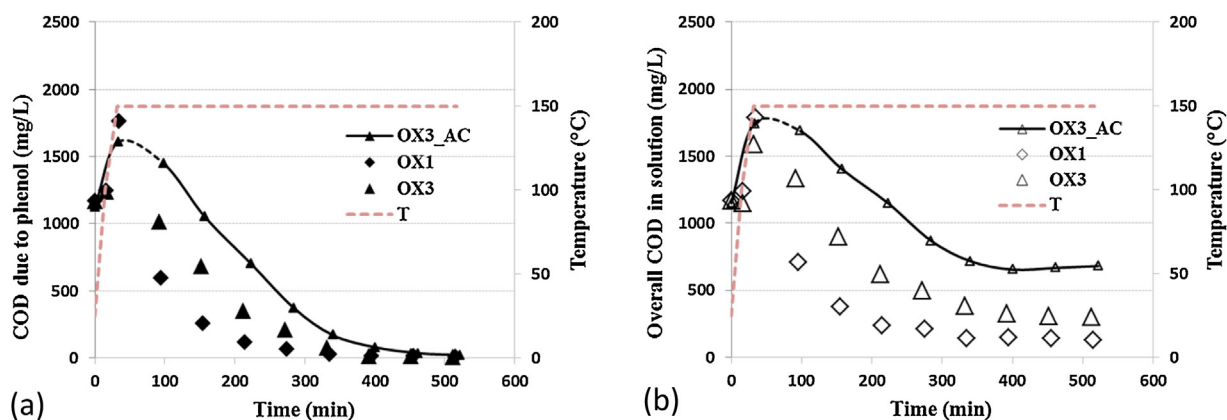 COD due to phenol (mg/L)
2500
2000
1500
1000
500
0
200
150
100
50
0
Temperature (°C)
OX3_AC
OX1
OX3
T
0 100 200 300 400 500 600
Time (min)
(a)
Overall COD in solution (mg/L)
2500
2000
1500
1000
500
0
200
150
100
50
0
Temperature (°C)
OX3_AC
OX1
OX3
T
0 100 200 300 400 500 600
Time (min)
(b)